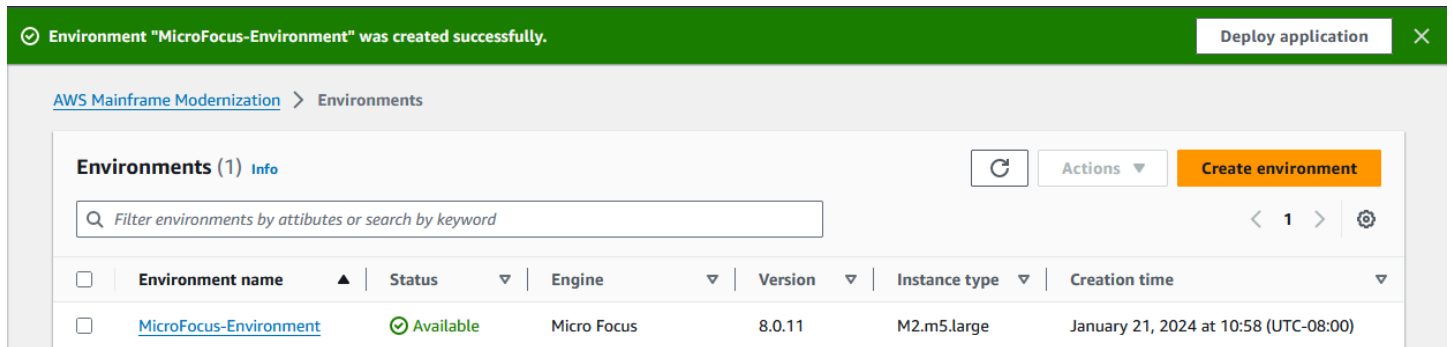 Environment "MicroFocus-Environment" was created successfully. Deploy application
AWS Mainframe Modernization > Environments
Environments (1) Info Actions Create environment
Filter environments by attibutes or search by keyword 1
Environment name Status Engine Version Instance type Creation time
MicroFocus-Environment Available Micro Focus 8.0.11 M2.m5.large January 21, 2024 at 10:58 (UTC-08:00)